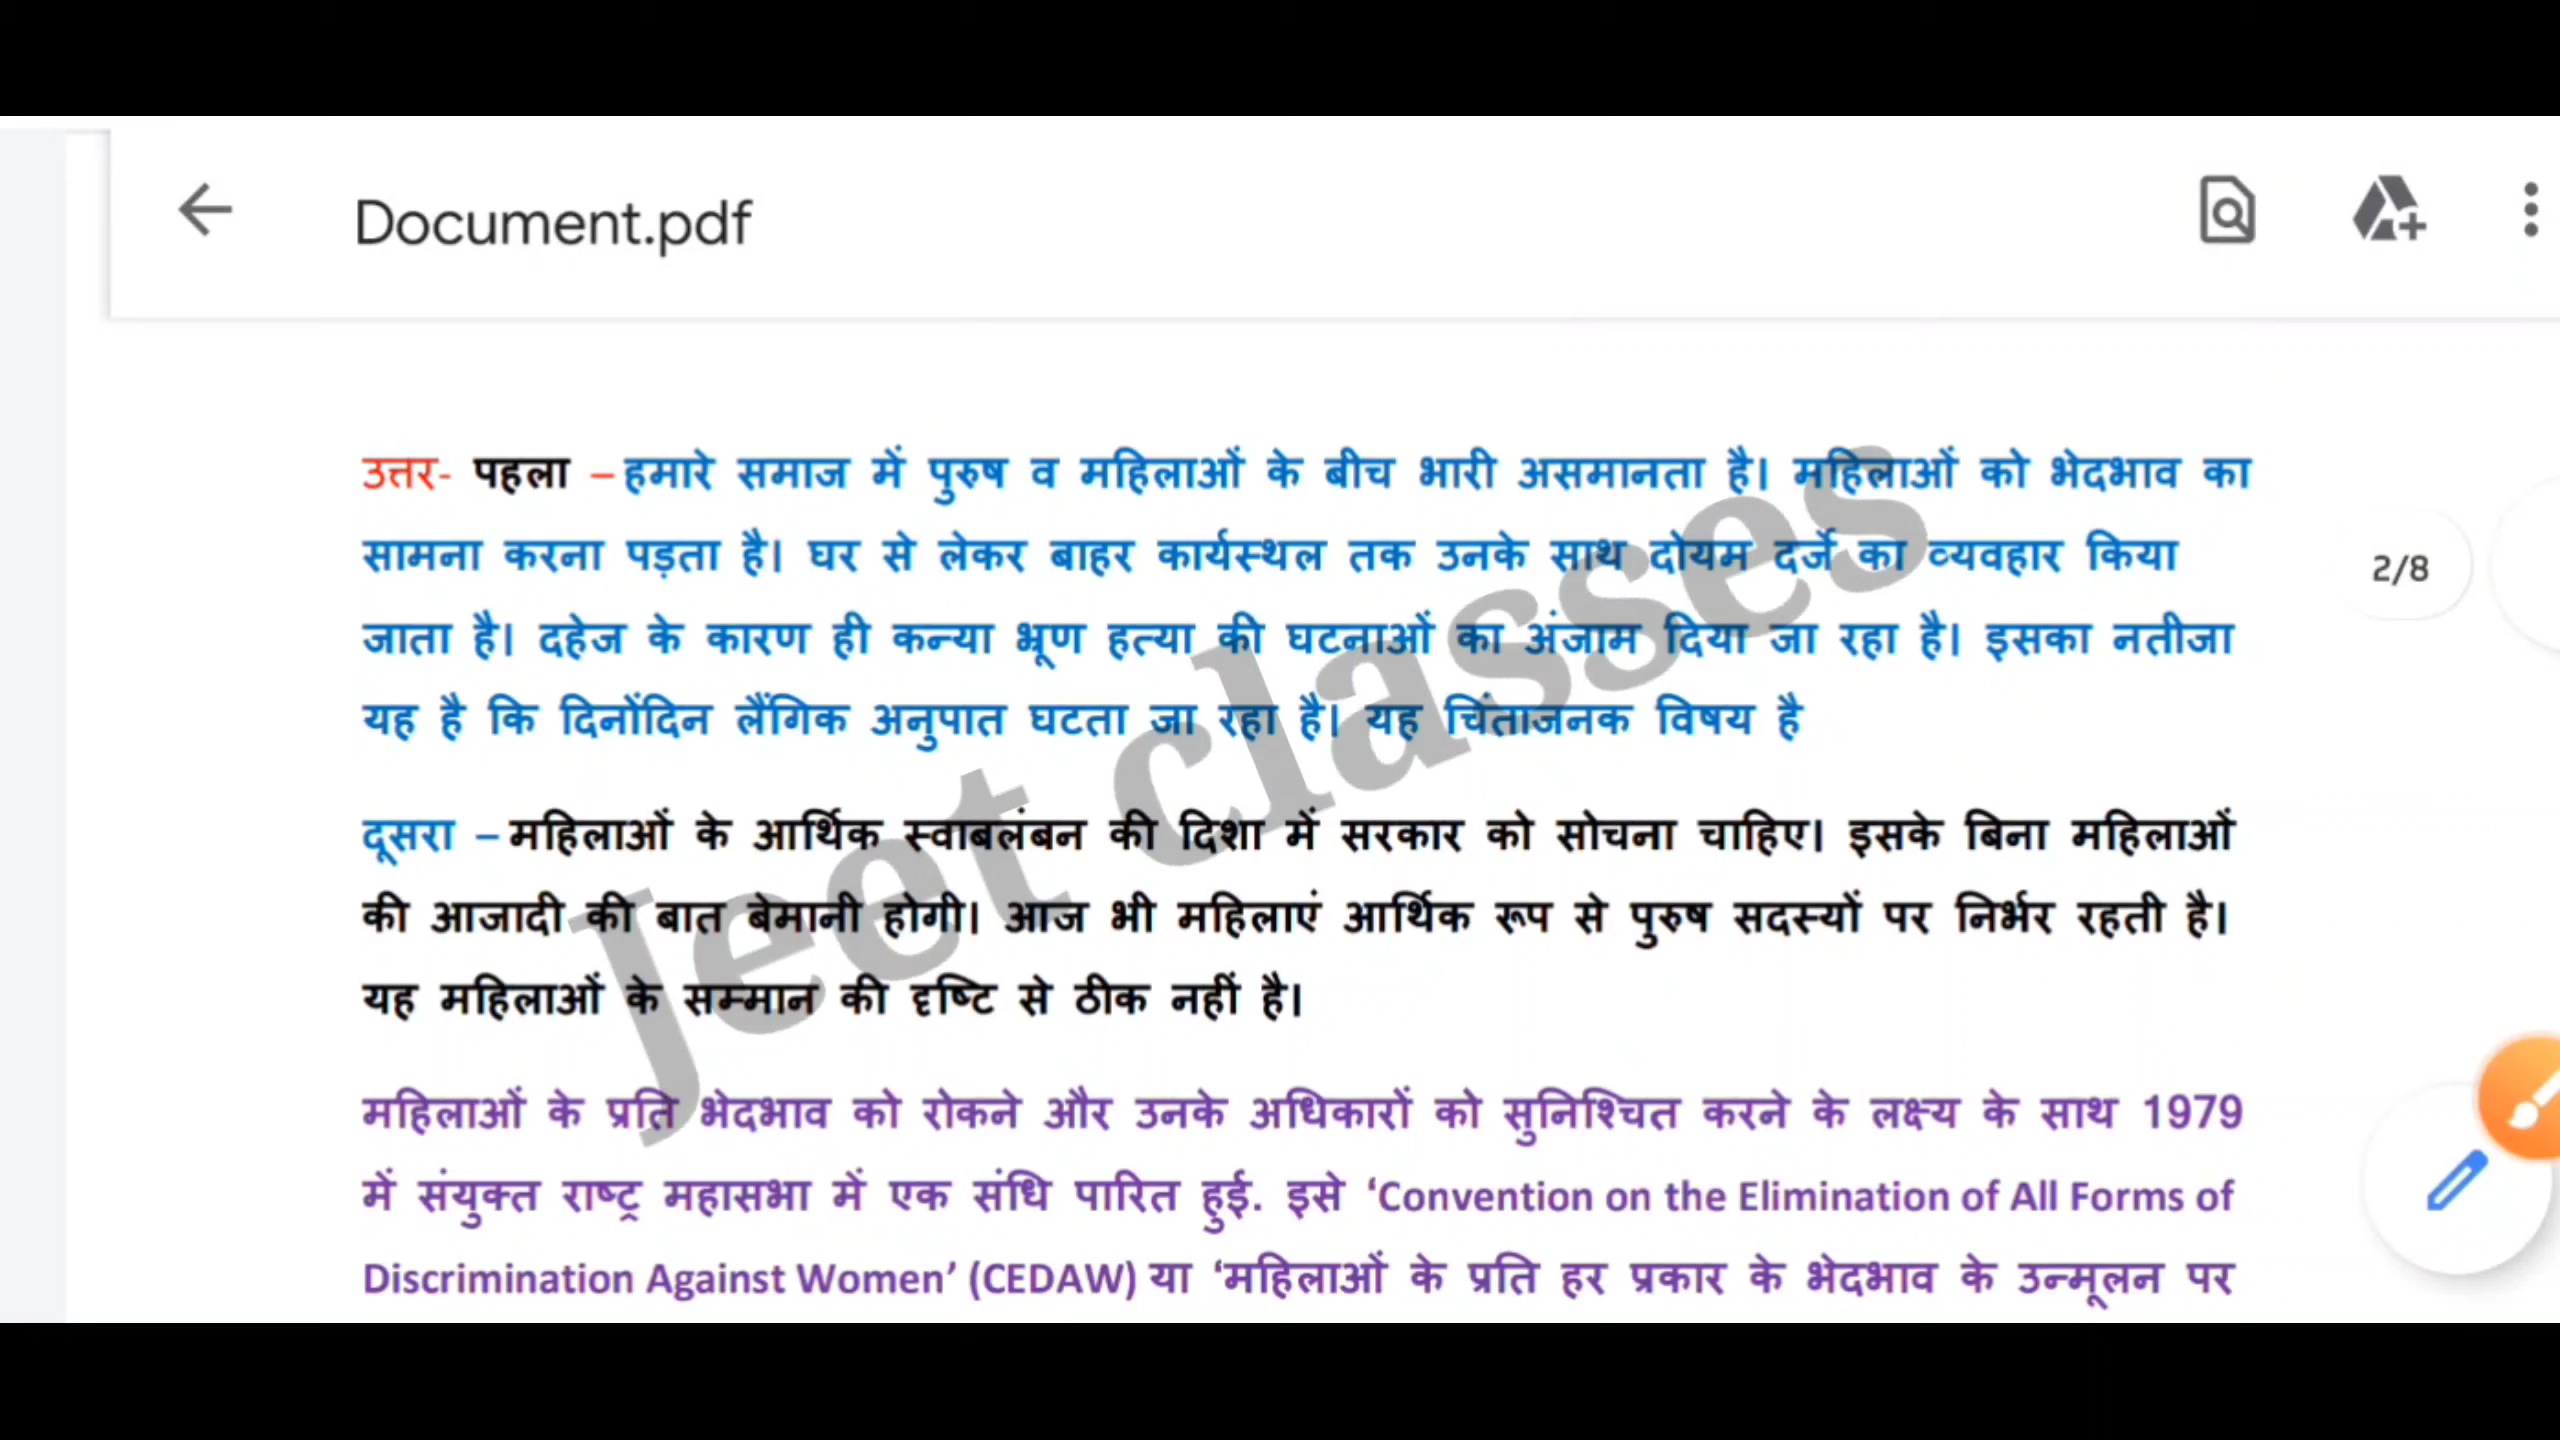 Document.pdf
उत्तर- पहला – हमारे समाज में पुरुष व महिलाओं के बीच भारी असमानता है। महिलाओं को भेदभाव का
सामना करना पड़ता है। घर से लेकर बाहर कार्यस्थल तक उनके साथ दोयम दर्जे का व्यवहार किया
2/8
जाता है। दहेज के कारण ही कन्या भ्रूण हत्या की घटनाओं का अंजाम दिया जा रहा है। इसका नतीजा
यह है कि दिनोंदिन लैंगिक अनुपात घटता जा रहा है। यह चिंताजनक विषय है
Jeet classes
दूसरा – महिलाओं के आर्थिक स्वाबलंबन की दिशा में सरकार को सोचना चाहिए। इसके बिना महिलाओं
की आजादी की बात बेमानी होगी। आज भी महिलाएं आर्थिक रूप से पुरुष सदस्यों पर निर्भर रहती है।
यह महिलाओं के सम्मान की दृष्टि से ठीक नहीं है।
महिलाओं के प्रति भेदभाव को रोकने और उनके अधिकारों को सुनिश्चित करने के लक्ष्य के साथ 1979
में संयुक्त राष्ट्र महासभा में एक संधि पारित हुई. इसे ‘Convention on the Elimination of All Forms of
Discrimination Against Women’ (CEDAW) या ‘महिलाओं के प्रति हर प्रकार के भेदभाव के उन्मूलन पर